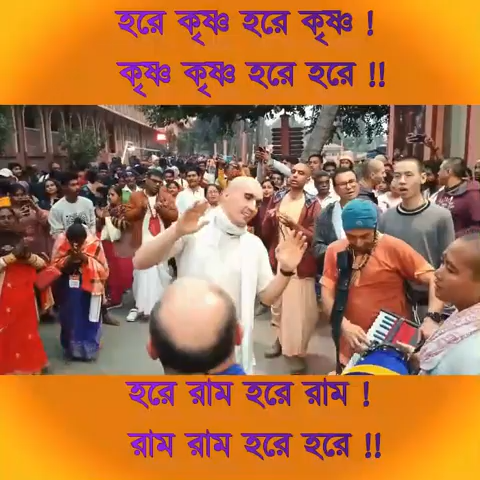 হরে কৃষ্ণ হরে কৃষ্ণ !
কৃষ্ণ কৃষ্ণ হরে হরে !!
হরে রাম হরে রাম !
রাম রাম হরে হরে !!